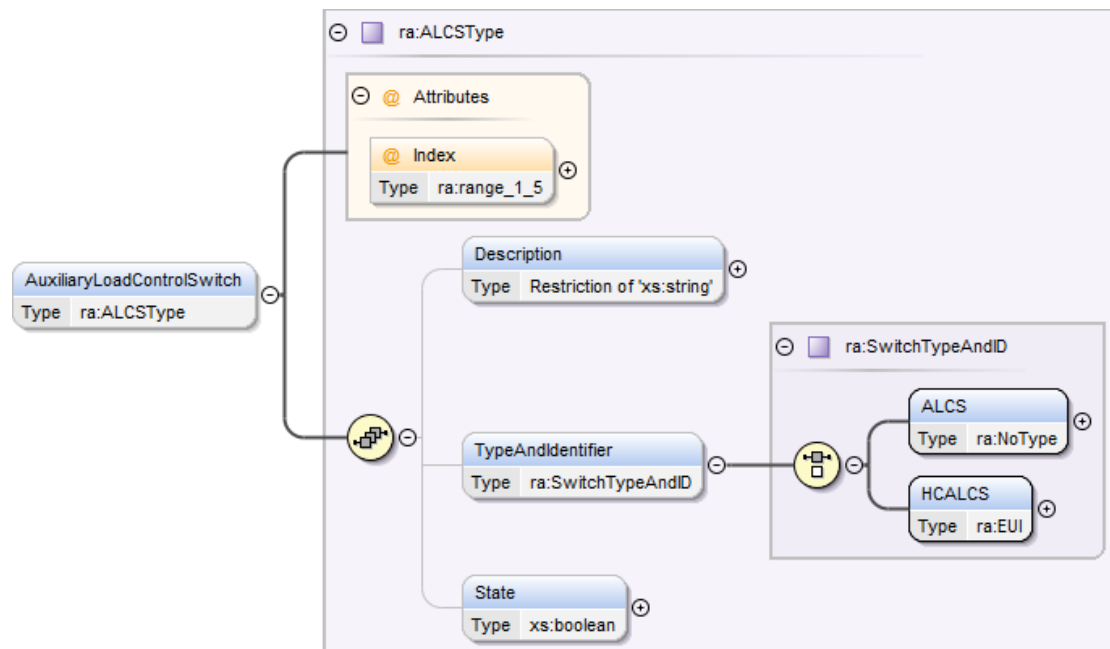 ra:ALCSType
@ Attributes
@ Index
Type ra:range_1_5
AuxiliaryLoadControlSwitch
Type ra:ALCSType
Description
Type Restriction of 'xs:string'
TypeAndIdentifier
Type ra:SwitchTypeAndID
ra:SwitchTypeAndID
ALCS
Type ra:NoType
HCALCS
Type ra:EUI
State
Type xs:boolean